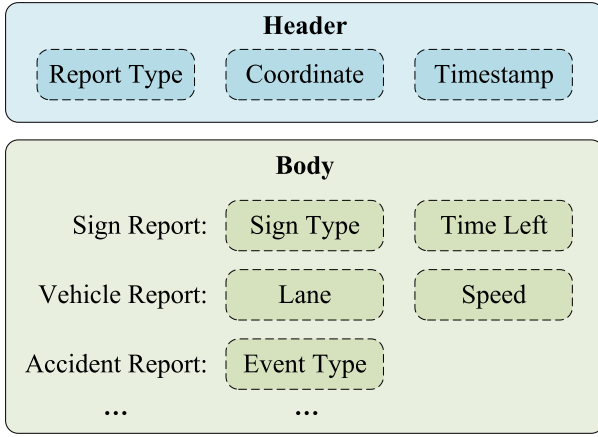 Header
Report Type Coordinate Timestamp
Body
Sign Report: Sign Type Time Left
Vehicle Report: Lane Speed
Accident Report: Event Type
... ...